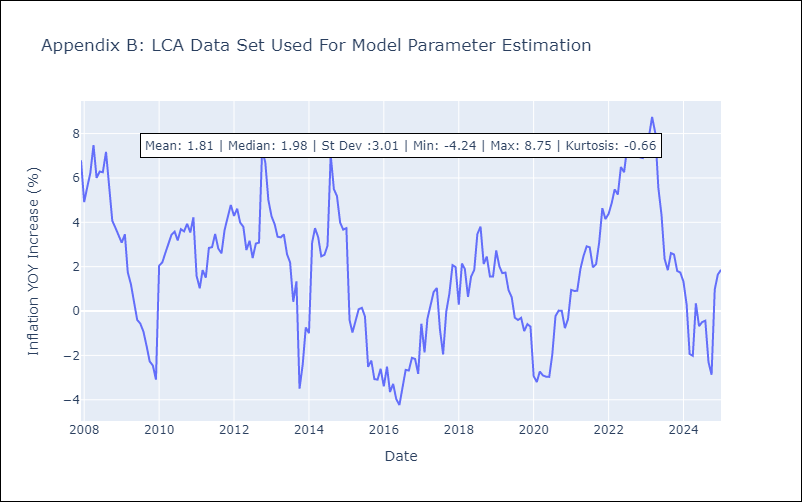 Appendix B: LCA Data Set Used For Model Parameter Estimation
Mean: 1.81 | Median: 1.98 | St Dev :3.01 | Min: -4.24 | Max: 8.75 | Kurtosis: -0.66
Inflation YOY Increase (%)
8
6
4
2
0
−2
−4
2008 2010 2012 2014 2016 2018 2020 2022 2024
Date